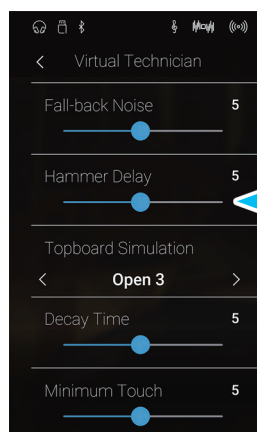 Virtual Technician
Fall-back Noise 5
Hammer Delay 5
Topboard Simulation
Open 3
Decay Time 5
Minimum Touch 5